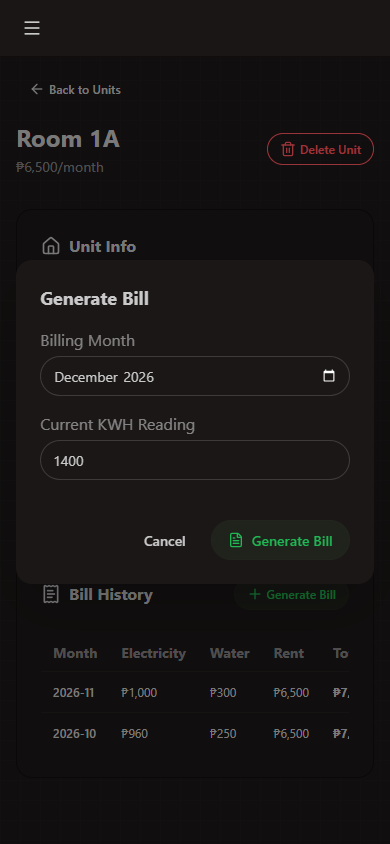 Back to Units
Room 1A
₱6,500/month
Delete Unit
Unit Info
Generate Bill
Billing Month
December 2026
Current KWH Reading
1400
Cancel
Generate Bill
Bill History
Generate Bill
Month Electricity Water Rent To
2026-11 ₱1,000 ₱300 ₱6,500 ₱7,
2026-10 ₱960 ₱250 ₱6,500 ₱7,